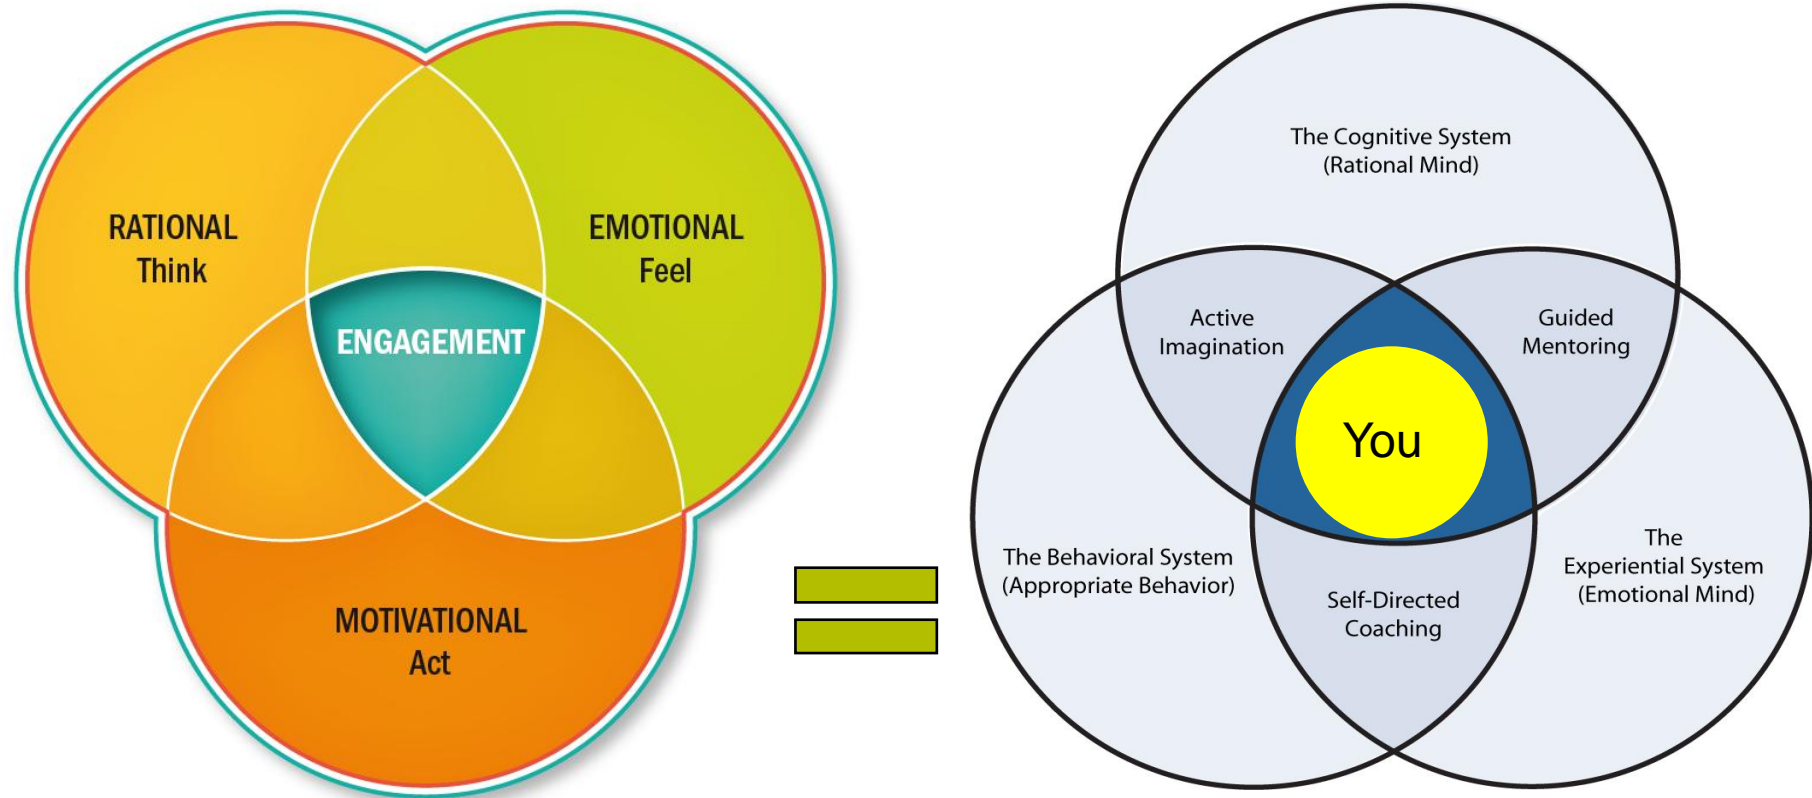 RATIONAL
Think
EMOTIONAL
Feel
ENGAGEMENT
MOTIVATIONAL
Act
The Cognitive System
(Rational Mind)
Active
Imagination
Guided
Mentoring
You
The Behavioral System
(Appropriate Behavior)
The
Experiential System
(Emotional Mind)
Self-Directed
Coaching